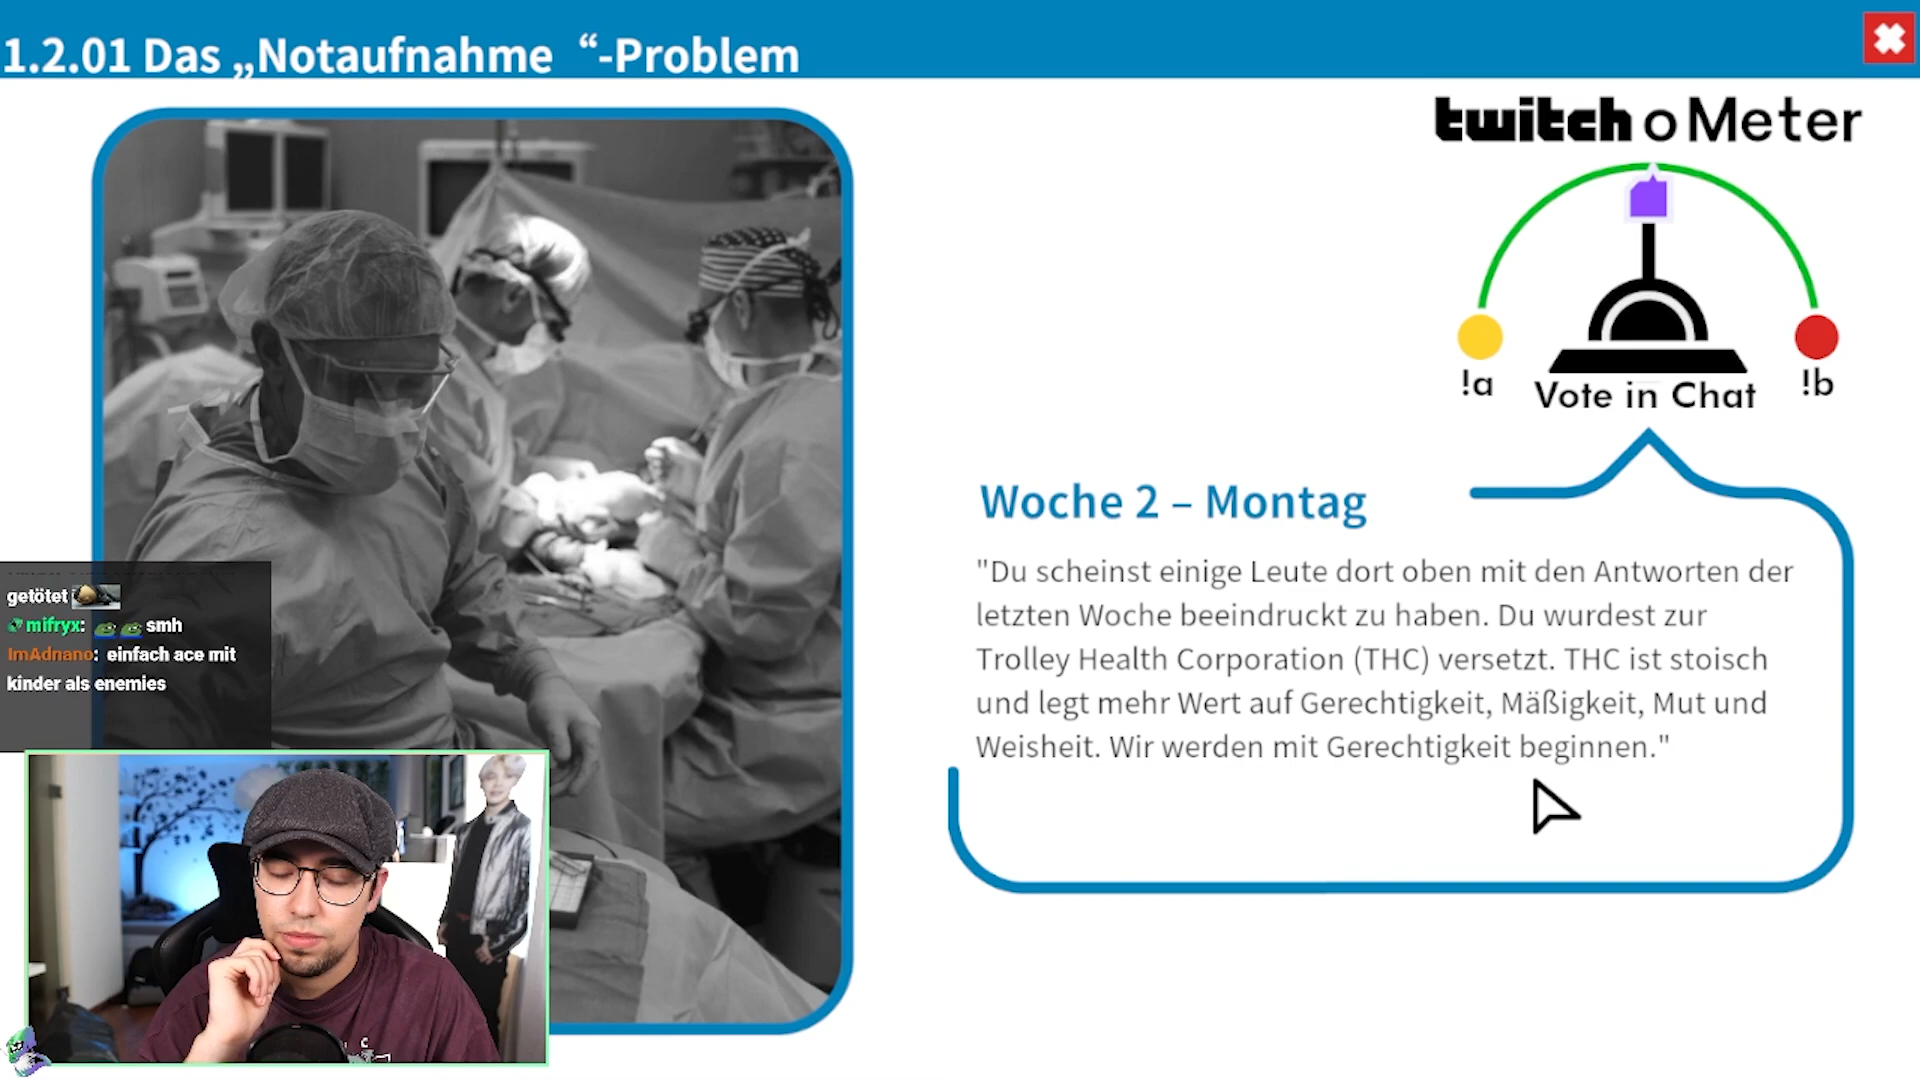 1.2.01 Das „Notaufnahme “-Problem
twitch o Meter
!a
Vote in Chat
!b
Woche 2 – Montag
"Du scheinst einige Leute dort oben mit den Antworten der
letzten Woche beeindruckt zu haben. Du wurdest zur
Trolley Health Corporation (THC) versetzt. THC ist stoisch
und legt mehr Wert auf Gerechtigkeit, Mäßigkeit, Mut und
Weisheit. Wir werden mit Gerechtigkeit beginnen."
getötet
mifryx: smh
ImAdnano: einfach ace mit
kinder als enemies